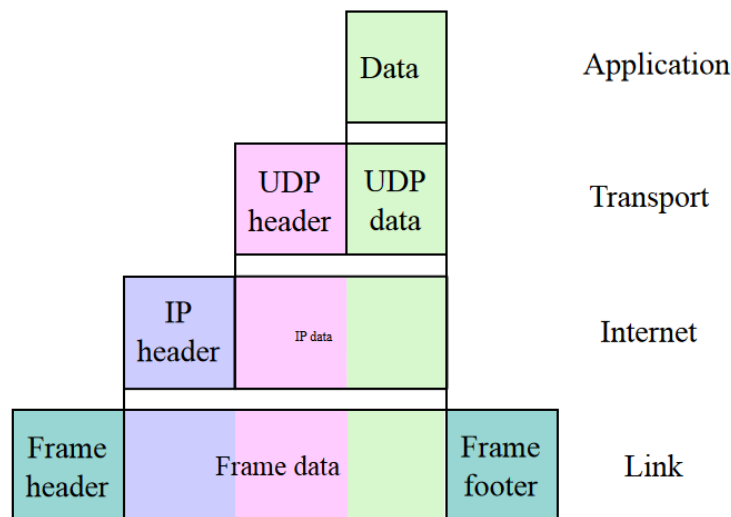 Data
Application
UDP
header
UDP
data
Transport
IP
header
IP data
Internet
Frame
header
Frame data
Frame
footer
Link